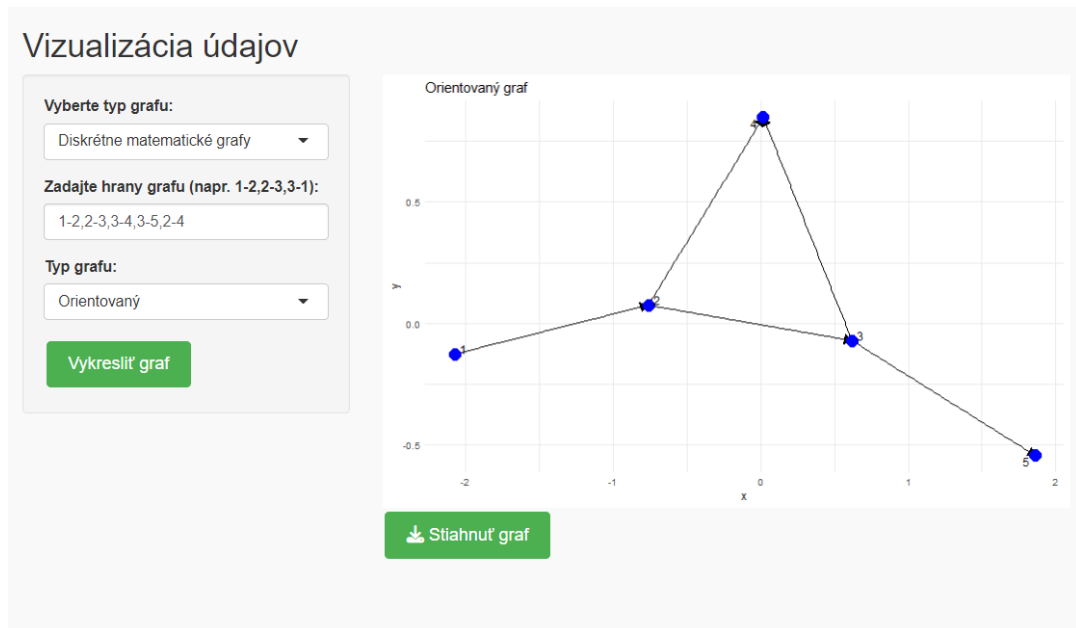 Vizualizácia údajov
Vyberte typ grafu:
Diskrétne matematické grafy
Zadajte hrany grafu (napr. 1-2,2-3,3-1):
1-2,2-3,3-4,3-5,2-4
Typ grafu:
Orientovaný
Vykresliť graf
Orientovaný graf
4
0.5
y
2
0.0
3
1
-0.5
5
-2
-1
0
1
2
x
Stiahnuť graf